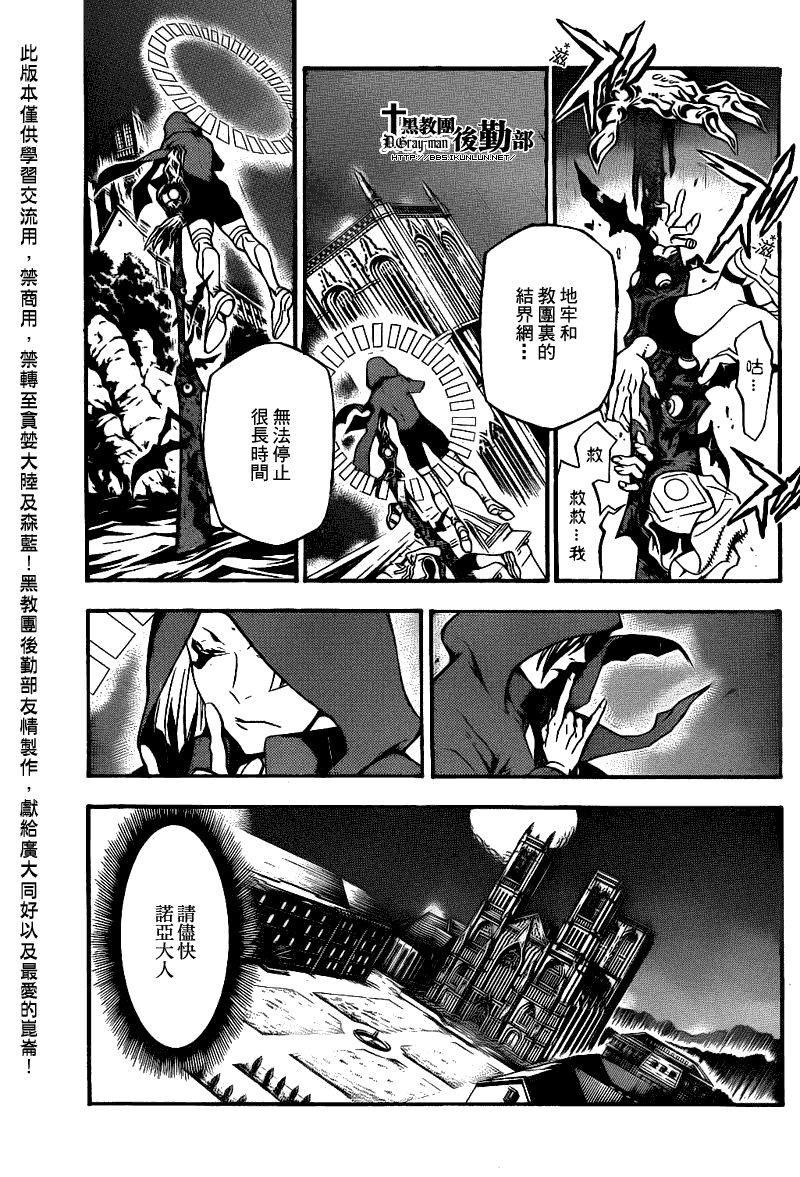 *滋
*滋
咕…
救
救救…我
黑教團
D.Gray-man 後勤部
HTTP://BBS.IKUNLUN.NET/
地牢和
教團裏的
結界網…
無法停止
很長時間
請儘快
諾亞大人
此版本僅供學習交流用，禁商用，禁轉至貪婪大陸及森藍！黑教團後勤部友情製作，獻給廣大同好以及最愛的崑崙！